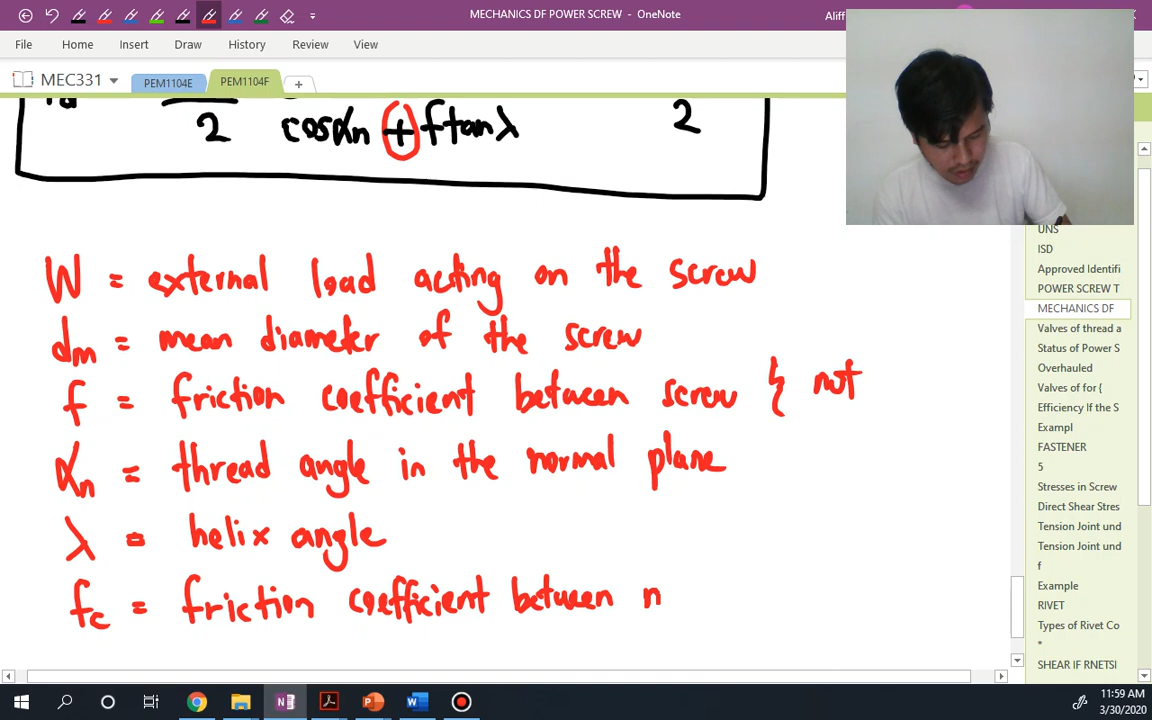 MECHANICS DF POWER SCREW - OneNote
Aliff
File Home Insert Draw History Review View
MEC331 PEM1104E PEM1104F
2 cosαn + f tanλ 2
W = external load acting on the screw
dm = mean diameter of the screw
f = friction coefficient between screw { nut
αn = thread angle in the normal plane
λ = helix angle
fc = friction coefficient between n
UNS
ISD
Approved Identifi
POWER SCREW T
MECHANICS DF
Valves of thread a
Status of Power S
Overhauled
Valves of for {
Efficiency If the S
Exampl
FASTENER
5
Stresses in Screw
Direct Shear Stres
Tension Joint und
Tension Joint und
f
Example
RIVET
Types of Rivet Co
*
SHEAR IF RNETSI
11:59 AM
3/30/2020